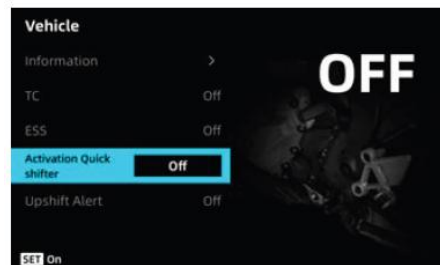 Vehicle
Information >
TC Off
ESS Off
Activation Quick
shifter Off
Upshift Alert Off
OFF
SET On